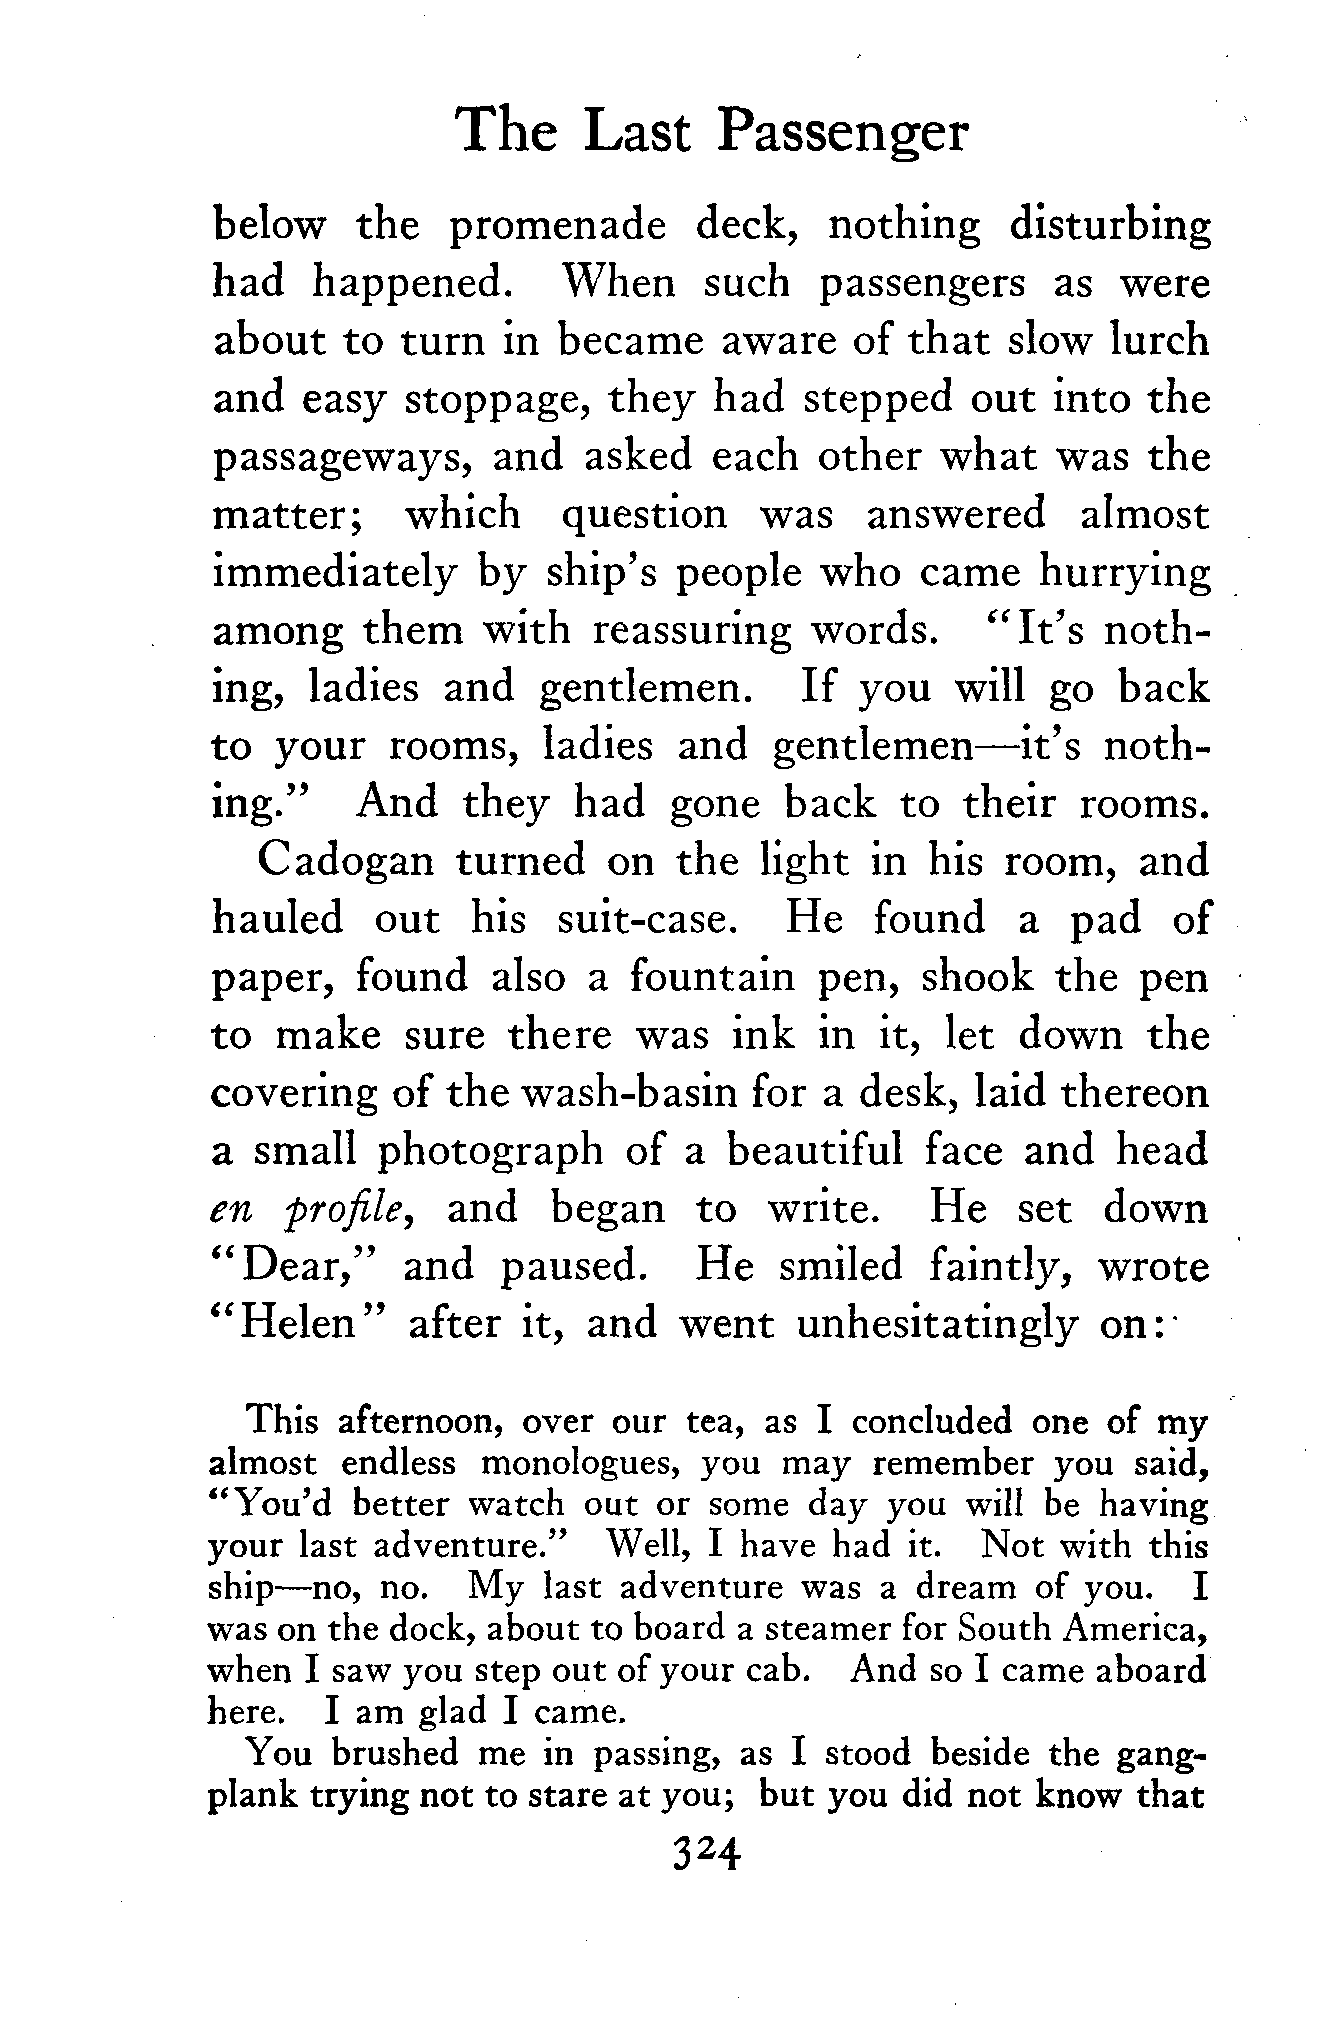 The Last Passenger
below the promenade deck, nothing disturbing
had happened. When such passengers as were
about to turn in became aware of that slow lurch
and easy stoppage, they had stepped out into the
passageways, and asked each other what was the
matter; which question was answered almost
immediately by ship's people who came hurrying
among them with reassuring words. "It's noth-
ing, ladies and gentlemen. If you will go back
to your rooms, ladies and gentlemen—it's noth-
ing." And they had gone back to their rooms.
Cadogan turned on the light in his room, and
hauled out his suit-case. He found a pad of
paper, found also a fountain pen, shook the pen
to make sure there was ink in it, let down the
covering of the wash-basin for a desk, laid thereon
a small photograph of a beautiful face and head
en profile, and began to write. He set down
"Dear," and paused. He smiled faintly, wrote
"Helen" after it, and went unhesitatingly on:
This afternoon, over our tea, as I concluded one of my
almost endless monologues, you may remember you said,
"You'd better watch out or some day you will be having
your last adventure." Well, I have had it. Not with this
ship—no, no. My last adventure was a dream of you. I
was on the dock, about to board a steamer for South America,
when I saw you step out of your cab. And so I came aboard
here. I am glad I came.
You brushed me in passing, as I stood beside the gang-
plank trying not to stare at you; but you did not know that
324